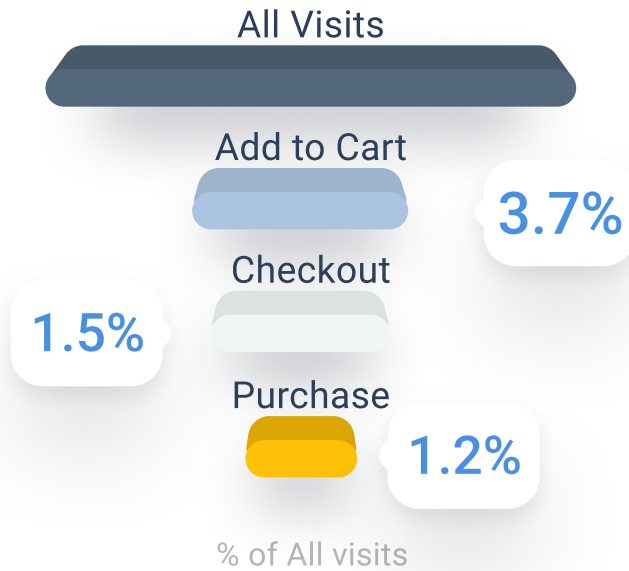 All Visits
Add to Cart
3.7%
Checkout
1.5%
Purchase
1.2%
% of All visits